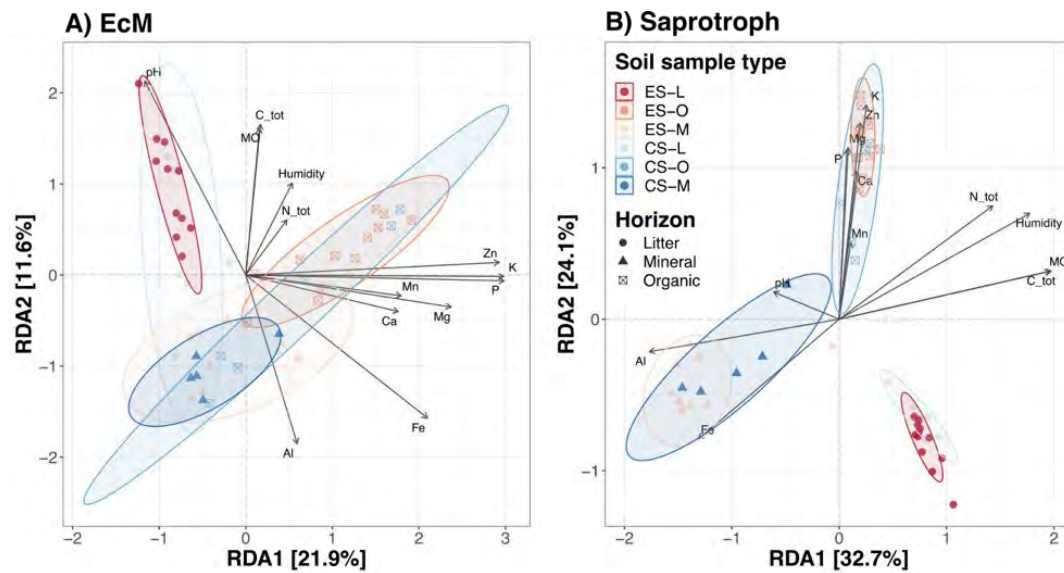 A) EcM
2
1
0
−1
−2
RDA2 [11.6%]
pHi
C_tot
MO
Humidity
N_tot
Zn
K
P
Mn
Mg
Ca
Fe
Al
−2
−1
0
1
2
3
RDA1 [21.9%]
Soil sample type
ES−L
ES−O
ES−M
CS−L
CS−O
CS−M
Horizon
Litter
Mineral
Organic
B) Saprotroph
1
0
−1
RDA2 [24.1%]
K
Zn
Mg
P
Ca
Mn
N_tot
Humidity
MO
C_tot
pH
Al
Fe
−2
−1
0
1
2
RDA1 [32.7%]